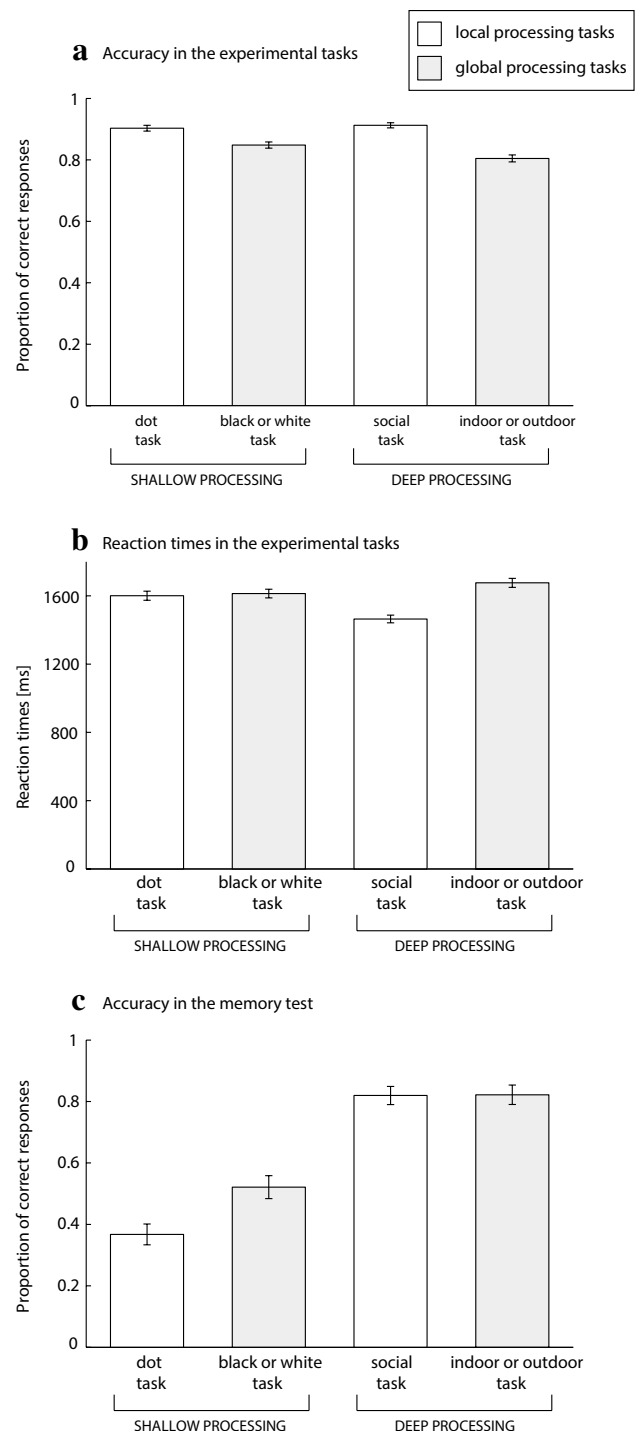 local processing tasks
global processing tasks
a Accuracy in the experimental tasks
Proportion of correct responses
1
0.8
0.6
0.4
0.2
0
dot task
black or white task
social task
indoor or outdoor task
SHALLOW PROCESSING
DEEP PROCESSING
b Reaction times in the experimental tasks
Reaction times [ms]
1600
1200
800
400
0
dot task
black or white task
social task
indoor or outdoor task
SHALLOW PROCESSING
DEEP PROCESSING
c Accuracy in the memory test
Proportion of correct responses
1
0.8
0.6
0.4
0.2
0
dot task
black or white task
social task
indoor or outdoor task
SHALLOW PROCESSING
DEEP PROCESSING